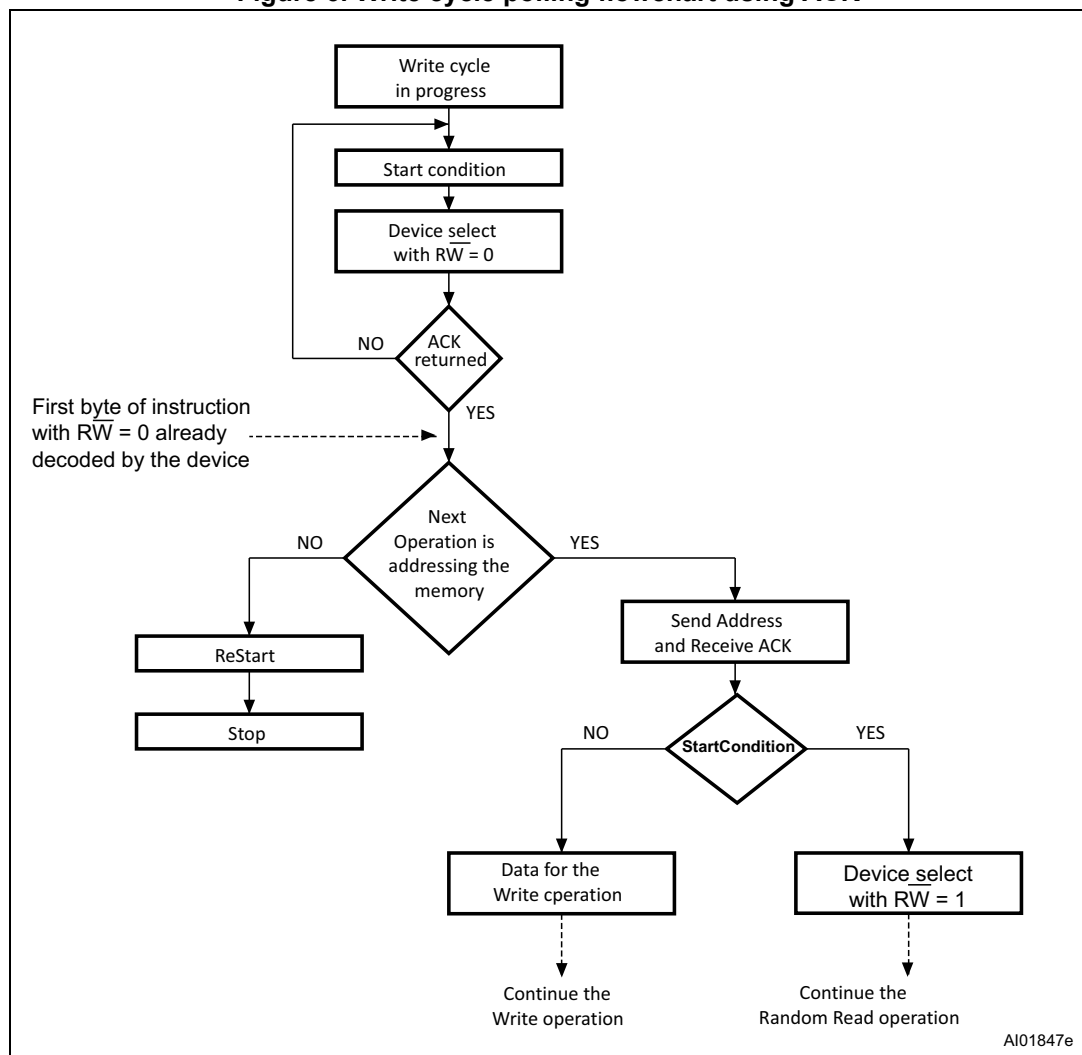 Write cycle
in progress
Start condition
Device select
with RW̅ = 0
NO
ACK
returned
YES
First byte of instruction
with RW̅ = 0 already
decoded by the device
Next
Operation is
addressing the
memory
NO
YES
Send Address
and Receive ACK
ReStart
Stop
NO
StartCondition
YES
Data for the
Write cperation
Device select
with RW̅ = 1
Continue the
Write operation
Continue the
Random Read operation
AI01847e